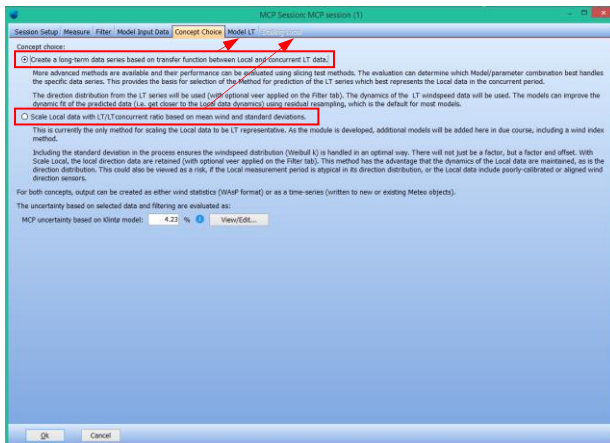 MCP Session: MCP session (1)
Session Setup Measure Filter Model Input Data Concept Choice Model LT Scaling Local
Concept choice:
Create a long-term data series based on transfer function between Local and concurrent LT data.
More advanced methods are available and their performance can be evaluated using slicing test methods. The evaluation can determine which Model/parameter combination best handles
the specific data series. This provides the basis for selection of the Method for prediction of the LT series which best represents the Local data in the concurrent period.
The direction distribution from the LT series will be used (with optional veer applied on the Filter tab). The dynamics of the LT windspeed data will be used. The models can improve the
dynamic fit of the predicted data (i.e. get closer to the Local data dynamics) using residual resampling, which is the default for most models.
Scale Local data with LT/LTconcurrent ratio based on mean wind and standard deviations.
This is currently the only method for scaling the Local data to be LT representative. As the module is developed, additional models will be added here in due course, including a wind index
method.
Including the standard deviation in the process ensures the windspeed distribution (Weibull k) is handled in an optimal way. There will not just be a factor, but a factor and offset. With
Scale Local, the local direction data are retained (with optional veer applied on the Filter tab). This method has the advantage that the dynamics of the Local data are maintained, as is the
direction distribution. This could also be viewed as a risk, if the Local measurement period is atypical in its direction distribution, or the Local data include poorly-calibrated or aligned wind
direction sensors.
For both concepts, output can be created as either wind statistics (WAsP format) or as a time-series (written to new or existing Meteo objects).
The uncertainty based on selected data and filtering are evaluated as:
MCP uncertainty based on Klintø model: 4.23 % View/Edit...
Ok Cancel